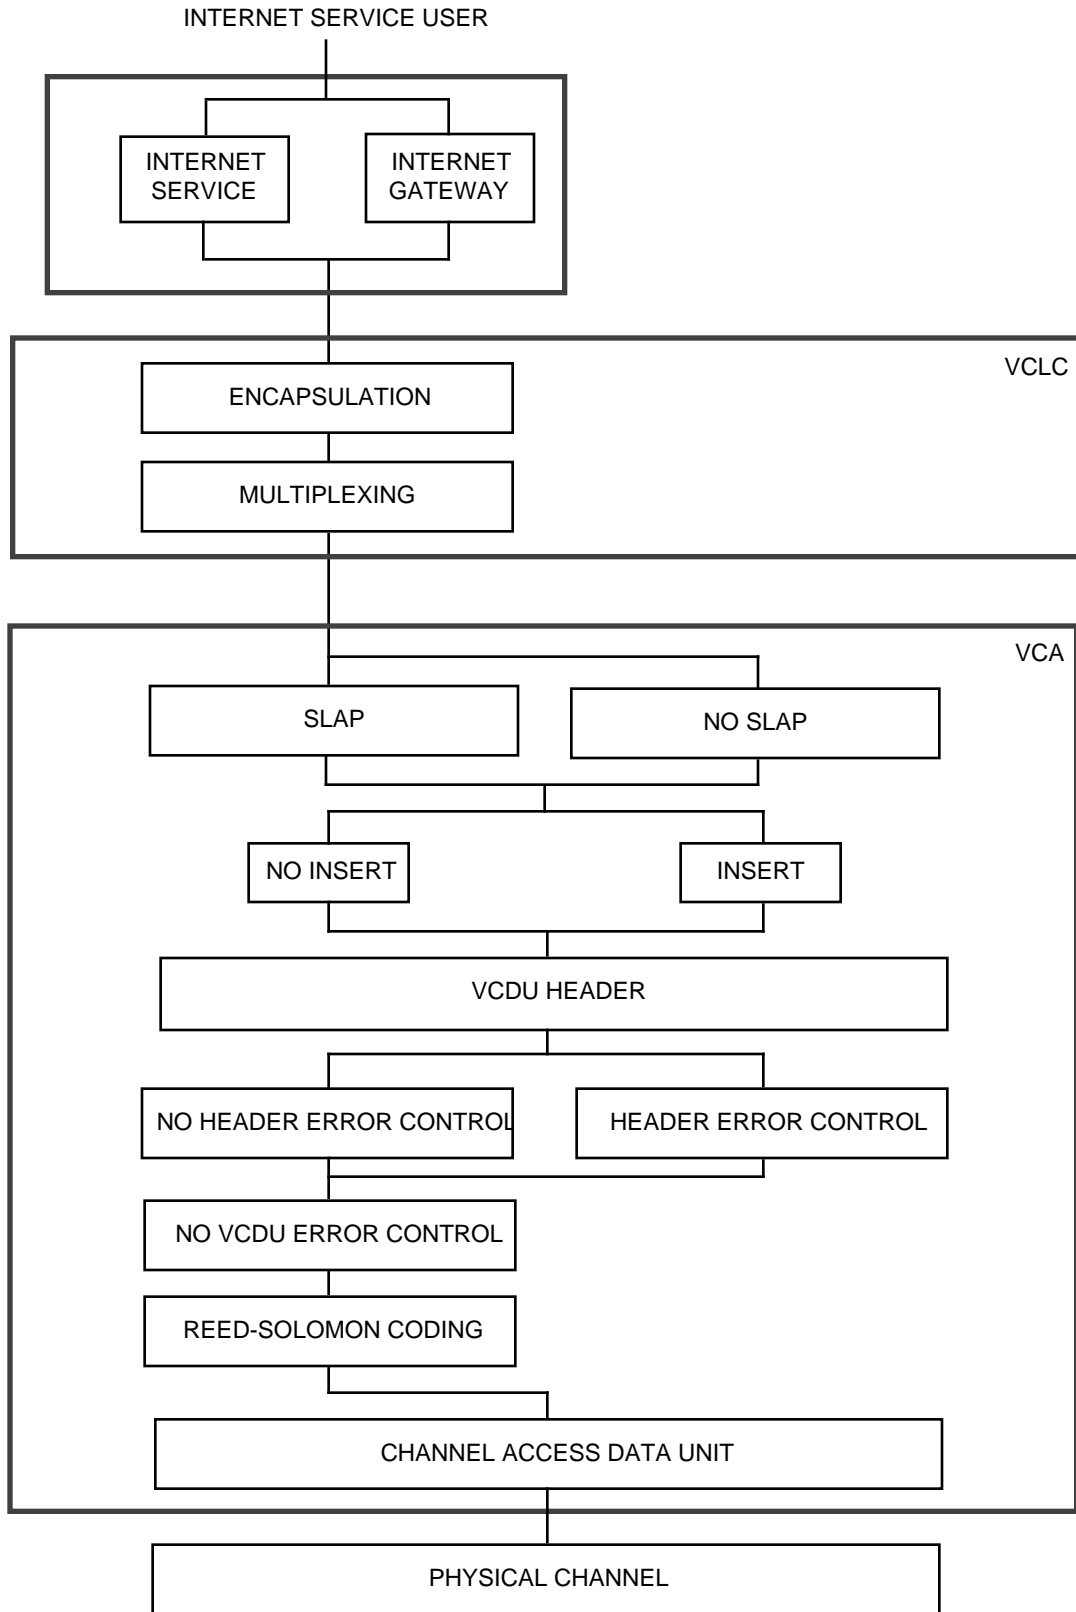 INTERNET SERVICE USER
INTERNET
SERVICE
INTERNET
GATEWAY
VCLC
ENCAPSULATION
MULTIPLEXING
VCA
SLAP
NO SLAP
NO INSERT
INSERT
VCDU HEADER
NO HEADER ERROR CONTROL
HEADER ERROR CONTROL
NO VCDU ERROR CONTROL
REED-SOLOMON CODING
CHANNEL ACCESS DATA UNIT
PHYSICAL CHANNEL